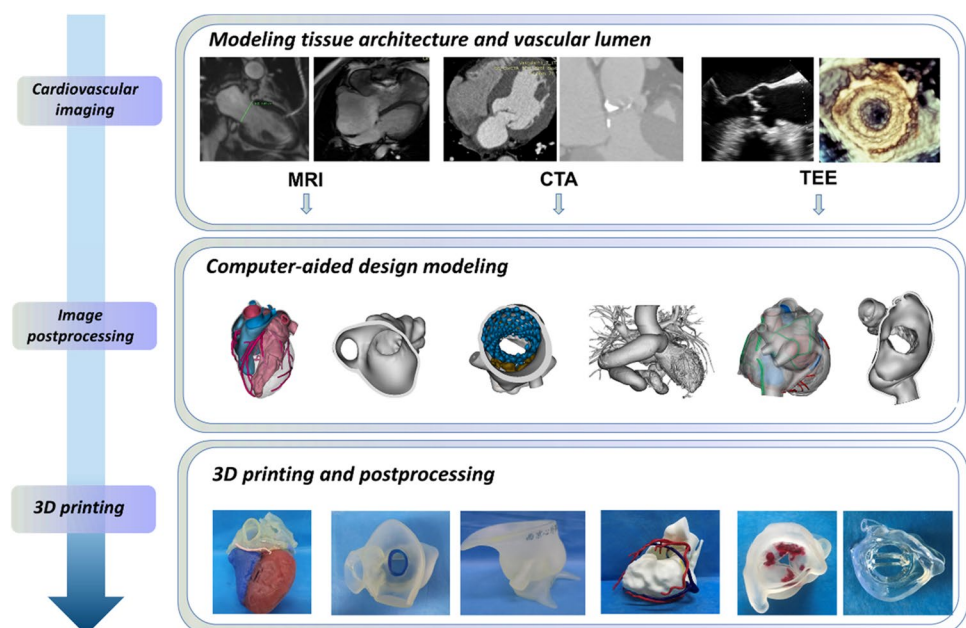 Modeling tissue architecture and vascular lumen
Cardiovascular
imaging
MRI
CTA
TEE
Computer-aided design modeling
Image
postprocessing
3D printing and postprocessing
3D printing